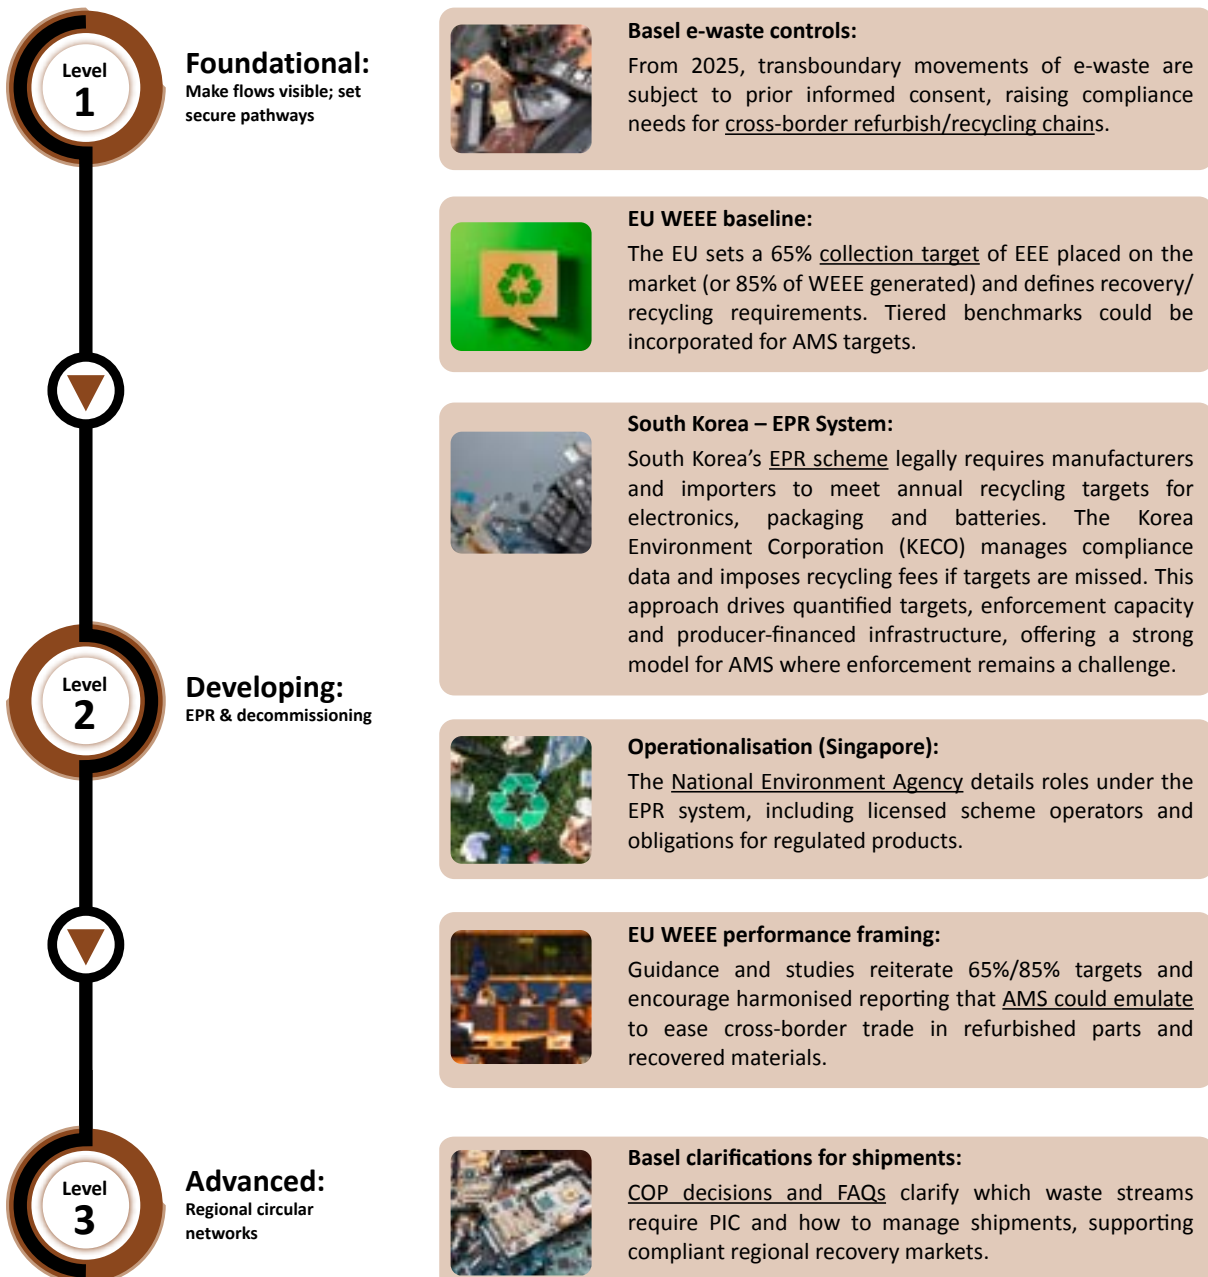 Level
1
Foundational:
Make flows visible; set
secure pathways
Basel e-waste controls:
From 2025, transboundary movements of e-waste are
subject to prior informed consent, raising compliance
needs for cross-border refurbish/recycling chains.
EU WEEE baseline:
The EU sets a 65% collection target of EEE placed on the
market (or 85% of WEEE generated) and defines recovery/
recycling requirements. Tiered benchmarks could be
incorporated for AMS targets.
South Korea – EPR System:
South Korea's EPR scheme legally requires manufacturers
and importers to meet annual recycling targets for
electronics, packaging and batteries. The Korea
Environment Corporation (KECO) manages compliance
data and imposes recycling fees if targets are missed. This
approach drives quantified targets, enforcement capacity
and producer-financed infrastructure, offering a strong
model for AMS where enforcement remains a challenge.
Level
2
Developing:
EPR & decommissioning
Operationalisation (Singapore):
The National Environment Agency details roles under the
EPR system, including licensed scheme operators and
obligations for regulated products.
EU WEEE performance framing:
Guidance and studies reiterate 65%/85% targets and
encourage harmonised reporting that AMS could emulate
to ease cross-border trade in refurbished parts and
recovered materials.
Level
3
Advanced:
Regional circular
networks
Basel clarifications for shipments:
COP decisions and FAQs clarify which waste streams
require PIC and how to manage shipments, supporting
compliant regional recovery markets.